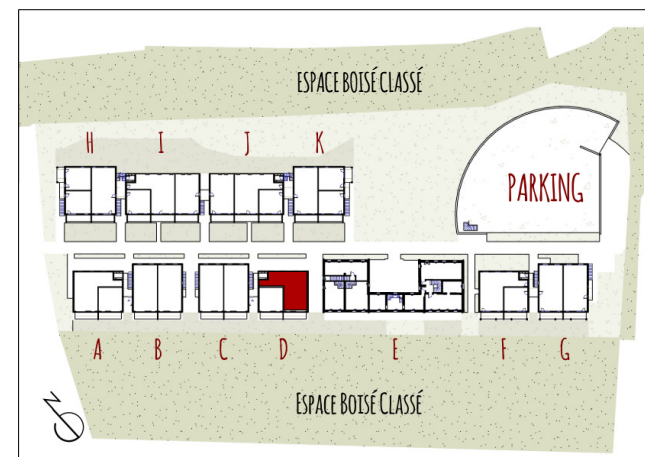 ESPACE BOISÉ CLASSÉ
H I J K
PARKING
A B C D E F G
ESPACE BOISÉ CLASSÉ
N